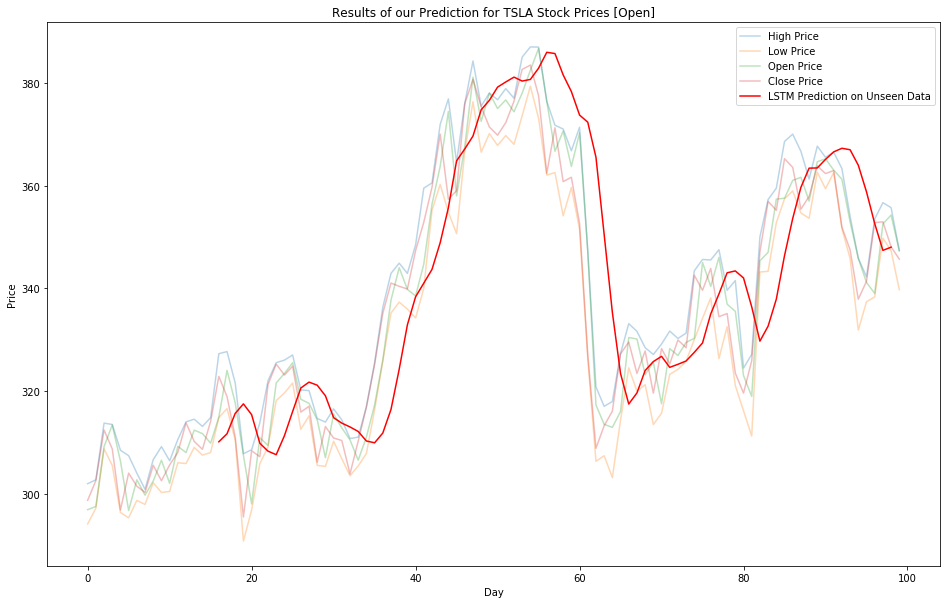 Results of our Prediction for TSLA Stock Prices [Open]
High Price
Low Price
Open Price
Close Price
LSTM Prediction on Unseen Data
Price
380
360
340
320
300
0 20 40 60 80 100
Day